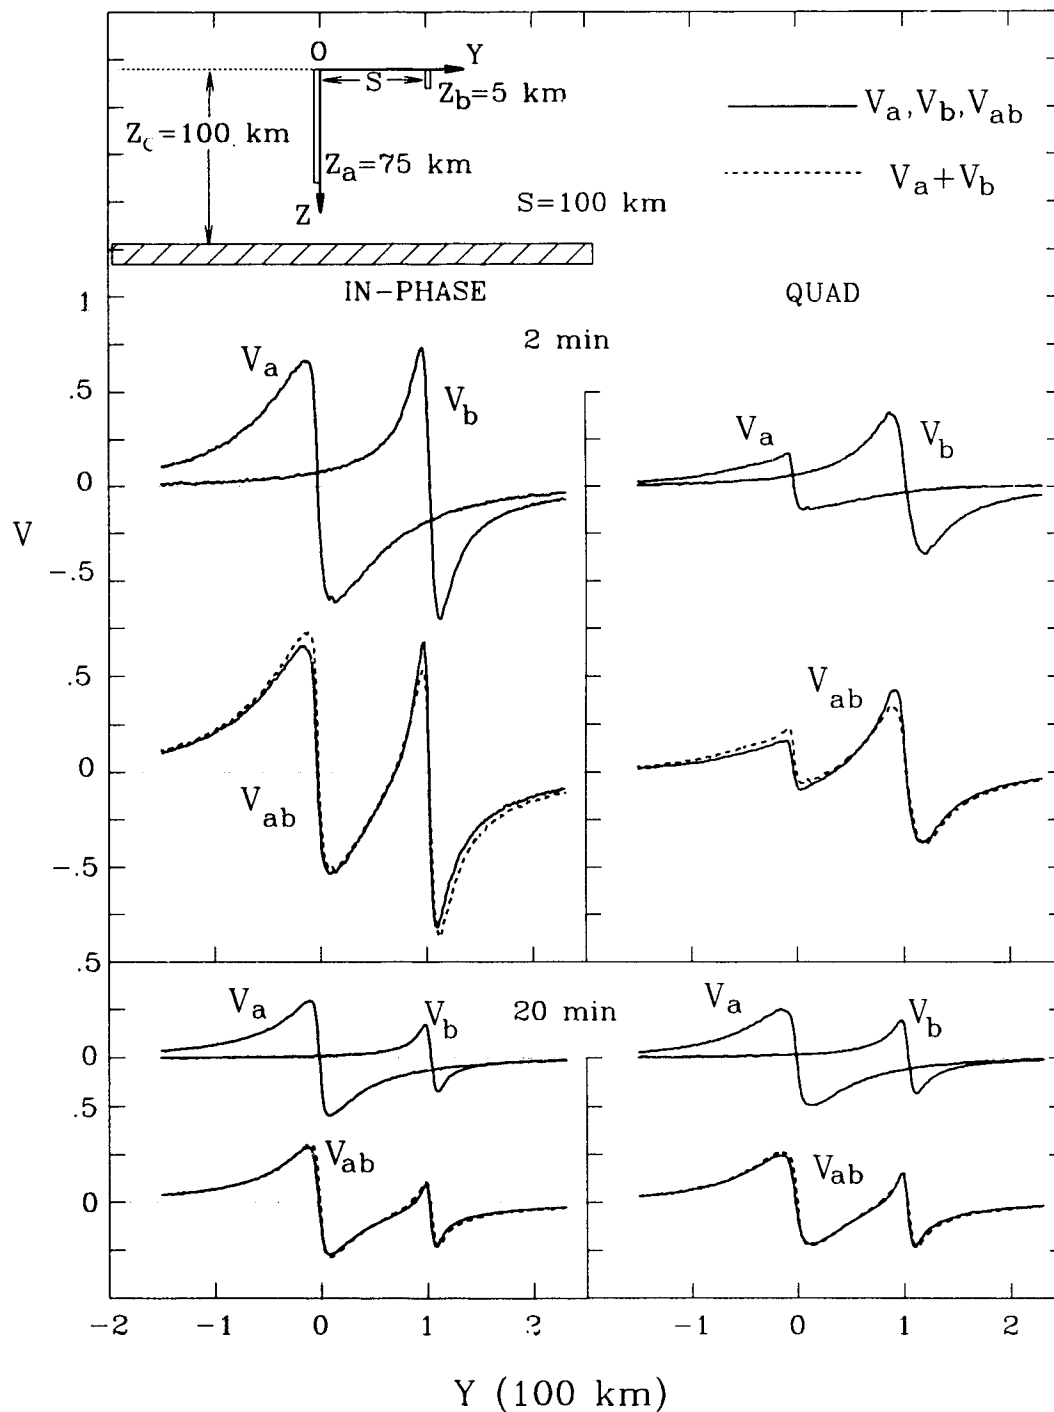 O
Y
S
Z_b=5 km
Z_c=100 km
Z_a=75 km
Z
S=100 km
V_a,V_b,V_ab
V_a+V_b
IN-PHASE
QUAD
2 min
1
.5
0
-.5
V
V_a
V_b
V_a
V_b
.5
0
-.5
V_ab
V_ab
.5
20 min
V_a
V_b
V_a
V_b
0
.5
V_ab
V_ab
0
-2
-1
0
1
2
-1
0
1
2
Y (100 km)